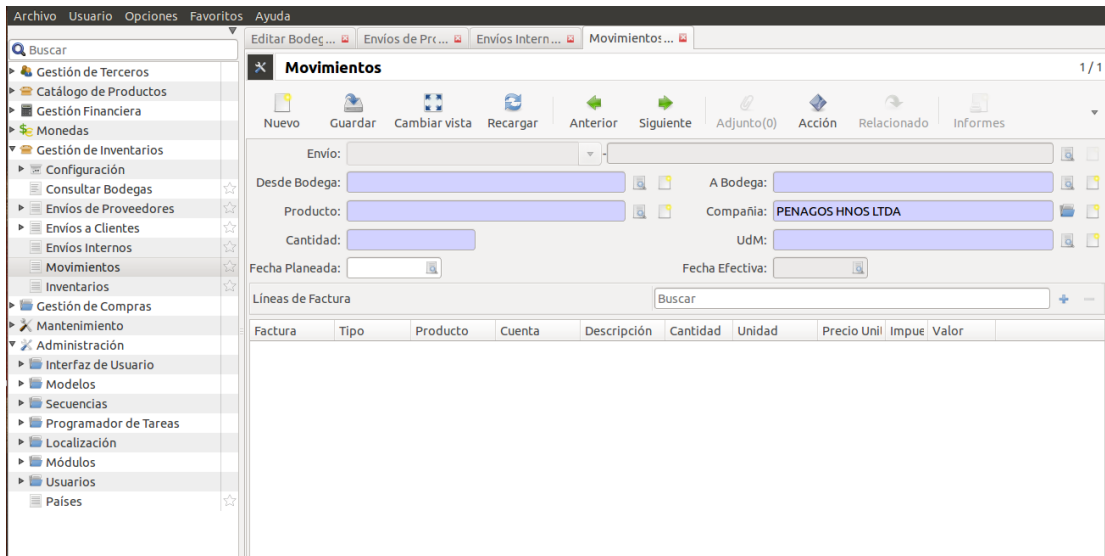 Archivo Usuario Opciones Favoritos Ayuda
Buscar
Gestión de Terceros
Catálogo de Productos
Gestión Financiera
Monedas
Gestión de Inventarios
Configuración
Consultar Bodegas
Envíos de Proveedores
Envíos a Clientes
Envíos Internos
Movimientos
Inventarios
Gestión de Compras
Mantenimiento
Administración
Interfaz de Usuario
Modelos
Secuencias
Programador de Tareas
Localización
Módulos
Usuarios
Países
Editar Bodeg... Envíos de Prc... Envíos Intern... Movimientos...
Movimientos 1 / 1
Nuevo Guardar Cambiar vista Recargar Anterior Siguiente Adjunto(0) Acción Relacionado Informes
Envío: -
Desde Bodega: A Bodega:
Producto: Compañia: PENAGOS HNOS LTDA
Cantidad: UdM:
Fecha Planeada: Fecha Efectiva:
Líneas de Factura Buscar
Factura Tipo Producto Cuenta Descripción Cantidad Unidad Precio Unit Impue Valor